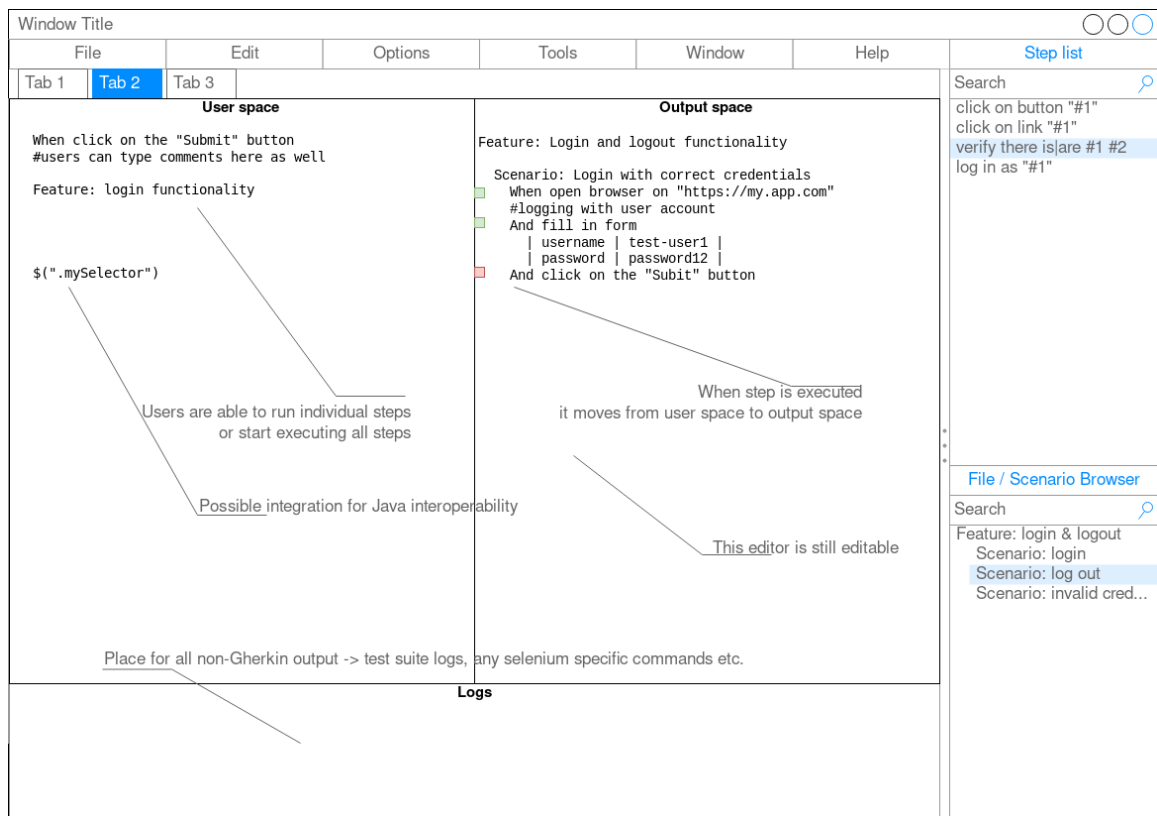 Window Title
File Edit Options Tools Window Help Step list
Tab 1 Tab 2 Tab 3
Search
User space
When click on the "Submit" button
#users can type comments here as well
Feature: login functionality
$(".mySelector")
Users are able to run individual steps
or start executing all steps
Possible integration for Java interoperability
Output space
Feature: Login and logout functionality
Scenario: Login with correct credentials
When open browser on "https://my.app.com"
#logging with user account
And fill in form
| username | test-user1 |
| password | password12 |
And click on the "Subit" button
When step is executed
it moves from user space to output space
This editor is still editable
Place for all non-Gherkin output -> test suite logs, any selenium specific commands etc.
Logs
click on button "#1"
click on link "#1"
verify there is|are #1 #2
log in as "#1"
File / Scenario Browser
Search
Feature: login & logout
Scenario: login
Scenario: log out
Scenario: invalid cred...